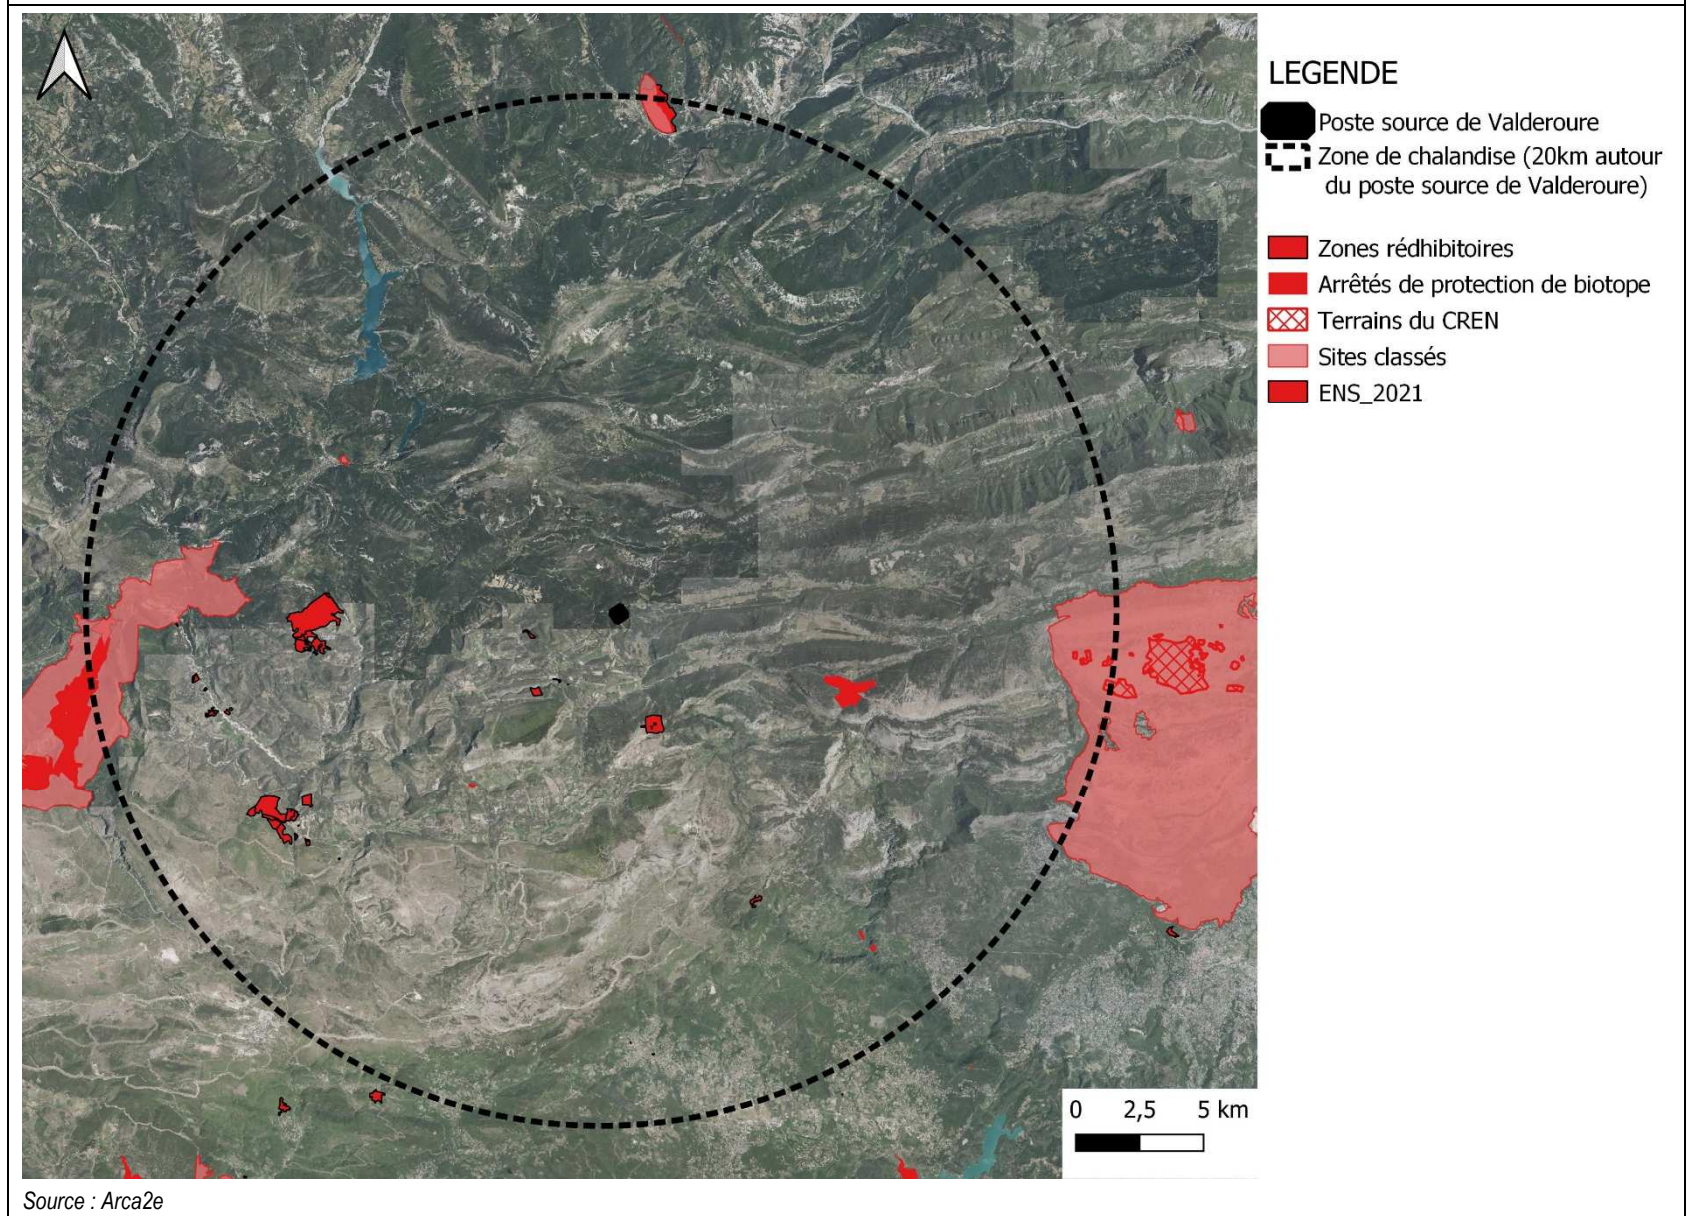 LEGENDE
Poste source de Valderoure
Zone de chalandise (20km autour
du poste source de Valderoure)
Zones rédhibitoires
Arrêtés de protection de biotope
Terrains du CREN
Sites classés
ENS_2021
0 2,5 5 km
Source : Arca2e